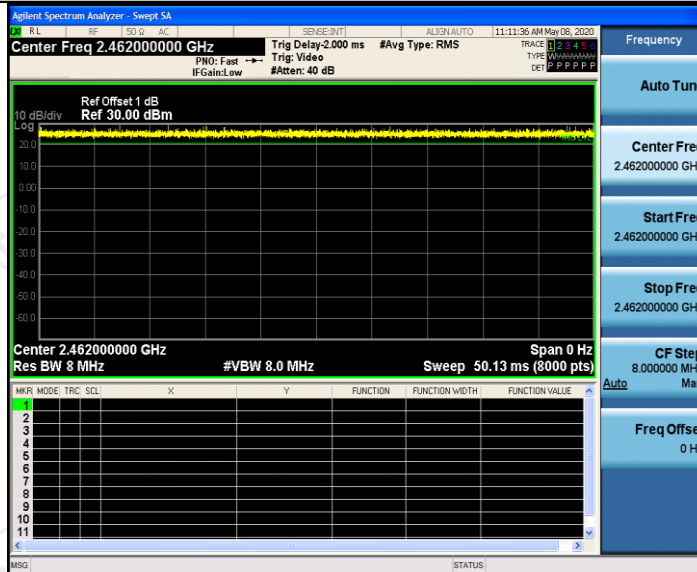 Agilent Spectrum Analyzer - Swept SA
RL RF 50 Ω AC SENSE:INT ALIGN AUTO 11:11:36 AM May 08, 2020
Center Freq 2.462000000 GHz Trig Delay-2.000 ms #Avg Type: RMS TRACE 1 2 3 4 5 6
PNO: Fast Trig: Video TYPE
IFGain:Low #Atten: 40 dB DET P P P P P P
Frequency
Auto Tun
Ref Offset 1 dB
10 dB/div Ref 30.00 dBm
Log
20.0
10.0
0.00
-10.0
-20.0
-30.0
-40.0
-50.0
-60.0
Center 2.462000000 GHz Span 0 Hz
Res BW 8 MHz #VBW 8.0 MHz Sweep 50.13 ms (8000 pts)
Center Fre
2.462000000 GH
Start Fre
2.462000000 GH
Stop Fre
2.462000000 GH
CF Ste
8.000000 MH
Auto Ma
Freq Offse
0 H
MKR MODE TRC SCL X Y FUNCTION FUNCTION WIDTH FUNCTION VALUE
1
2
3
4
5
6
7
8
9
10
11
MSG STATUS